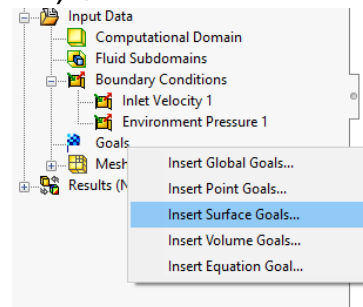 Input Data
Computational Domain
Fluid Subdomains
Boundary Conditions
Inlet Velocity 1
Environment Pressure 1
Goals
Mesh
Results (N
Insert Global Goals...
Insert Point Goals...
Insert Surface Goals...
Insert Volume Goals...
Insert Equation Goal...